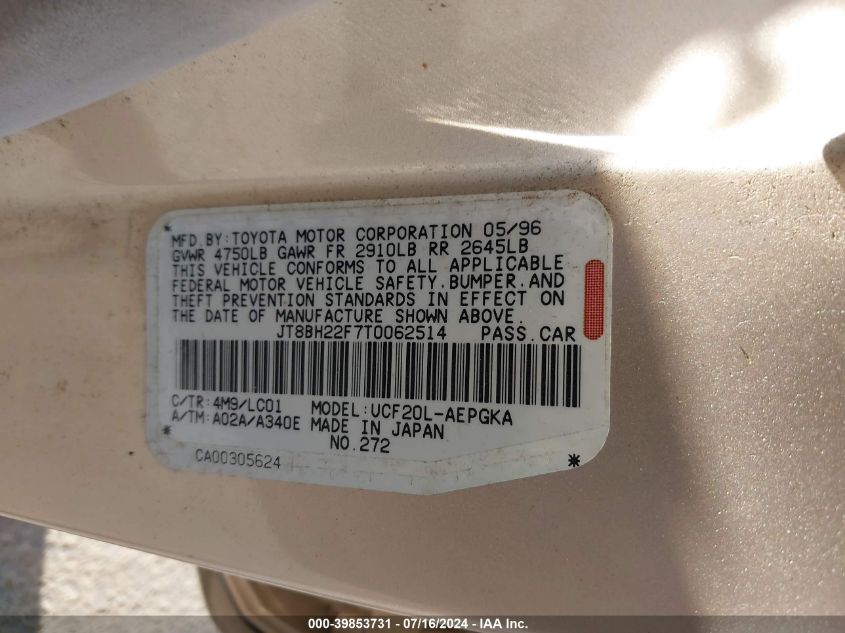 MFD.BY:TOYOTA MOTOR CORPORATION 05/96
GVWR 4750LB GAWR FR 2910LB RR 2645LB
THIS VEHICLE CONFORMS TO ALL APPLICABLE
FEDERAL MOTOR VEHICLE SAFETY.BUMPER.AND
THEFT PREVENTION STANDARDS IN EFFECT ON
THE DATE OF MANUFACTURE SHOWN ABOVE.
JT8BH22F7T0062514 PASS.CAR
C/TR:4M9/LC01 MODEL:UCF20L-AEPGKA
A/TM:A02A/A340E MADE IN JAPAN
NO.272
CA00305624
000-39853731 - 07/16/2024 - IAA Inc.